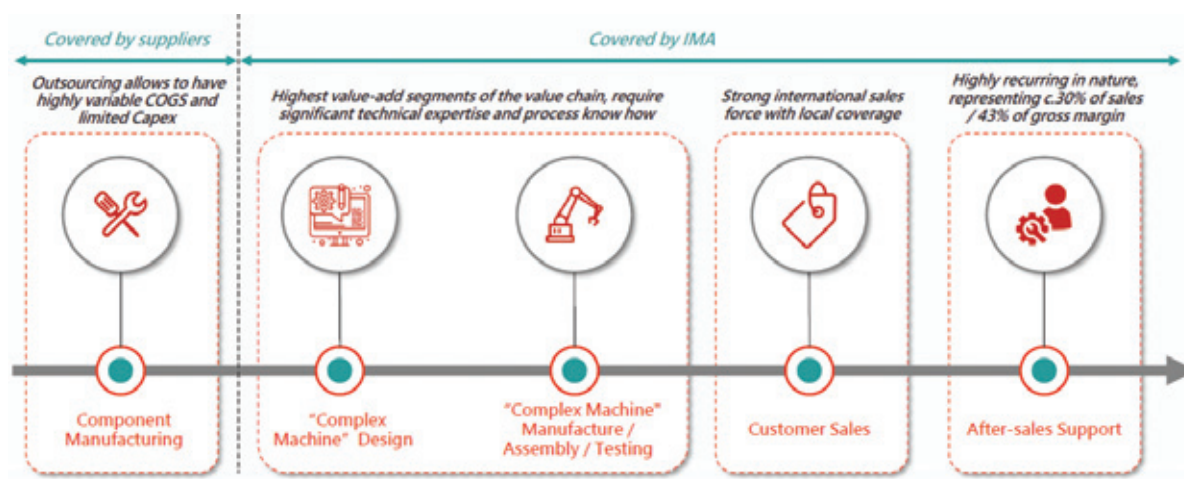 Covered by suppliers
Covered by IMA
Outsourcing allows to have
highly variable COGS and
limited Capex
Highest value-add segments of the value chain, require
significant technical expertise and process know how
Strong international sales
force with local coverage
Highly recurring in nature,
representing c.30% of sales
/ 43% of gross margin
Component
Manufacturing
“Complex
Machine” Design
“Complex Machine"
Manufacture /
Assembly / Testing
Customer Sales
After-sales Support